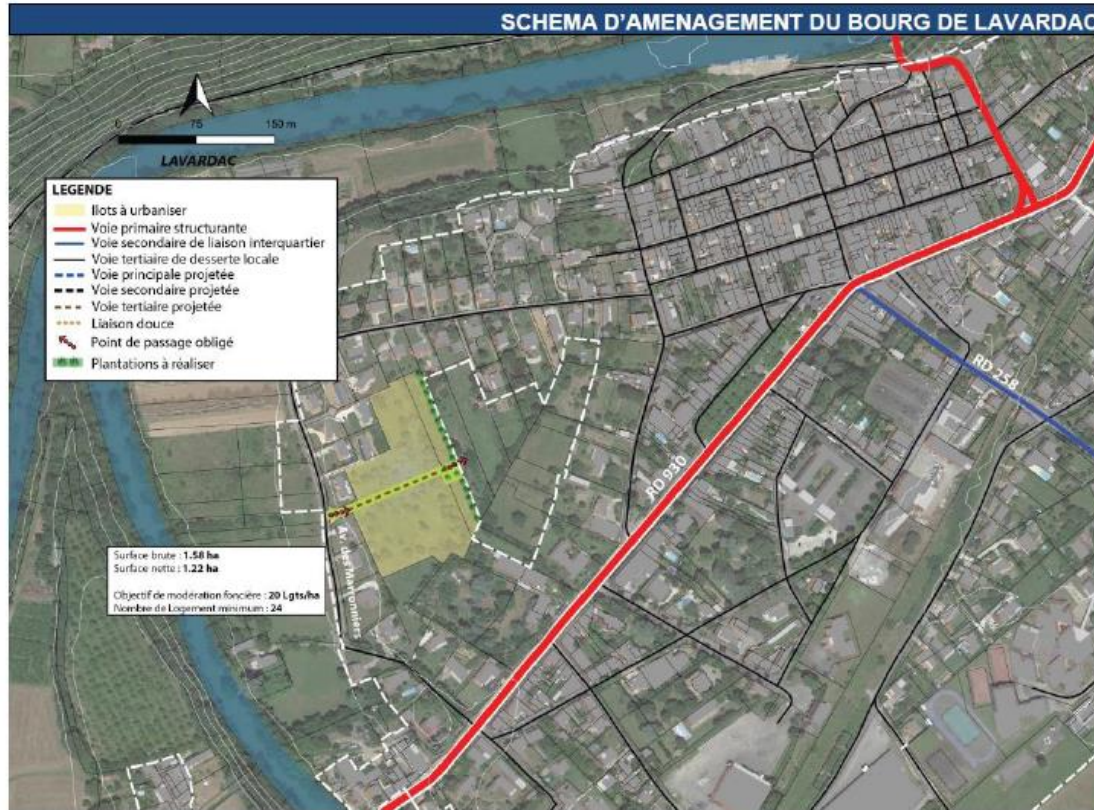 SCHEMA D'AMENAGEMENT DU BOURG DE LAVARDAC
0 75 150 m
LAVARDAC
LEGENDE
Ilots à urbaniser
Voie primaire structurante
Voie secondaire de liaison interquartier
Voie tertiaire de desserte locale
Voie principale projetée
Voie secondaire projetée
Voie tertiaire projetée
Liaison douce
Point de passage obligé
Plantations à réaliser
RD 258
RD 930
Av. des Marronniers
Surface brute : 1.58 ha
Surface nette : 1.22 ha
Objectif de modération foncière : 20 Lgts/ha
Nombre de Logement minimum : 24